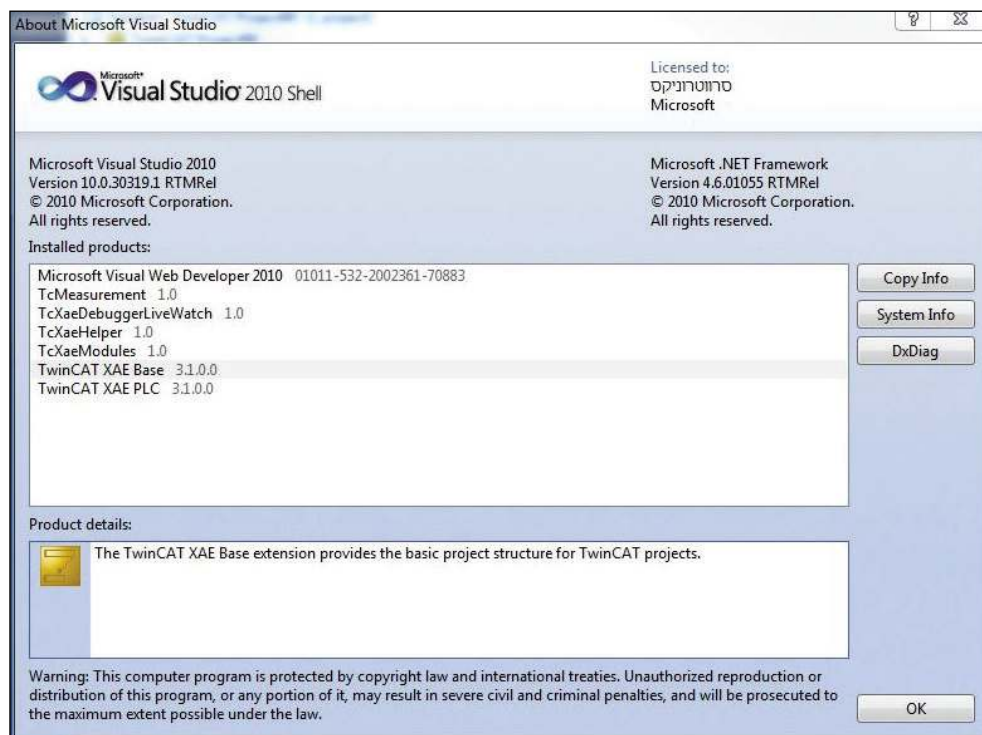 About Microsoft Visual Studio
Microsoft®
Visual Studio® 2010 Shell
Licensed to:
סרווטרוניקס
Microsoft
Microsoft Visual Studio 2010
Version 10.0.30319.1 RTMRel
© 2010 Microsoft Corporation.
All rights reserved.
Microsoft .NET Framework
Version 4.6.01055 RTMRel
© 2010 Microsoft Corporation.
All rights reserved.
Installed products:
Microsoft Visual Web Developer 2010 01011-532-2002361-70883
TcMeasurement 1.0
TcXaeDebuggerLiveWatch 1.0
TcXaeHelper 1.0
TcXaeModules 1.0
TwinCAT XAE Base 3.1.0.0
TwinCAT XAE PLC 3.1.0.0
Copy Info
System Info
DxDiag
Product details:
The TwinCAT XAE Base extension provides the basic project structure for TwinCAT projects.
Warning: This computer program is protected by copyright law and international treaties. Unauthorized reproduction or
distribution of this program, or any portion of it, may result in severe civil and criminal penalties, and will be prosecuted to
the maximum extent possible under the law.
OK